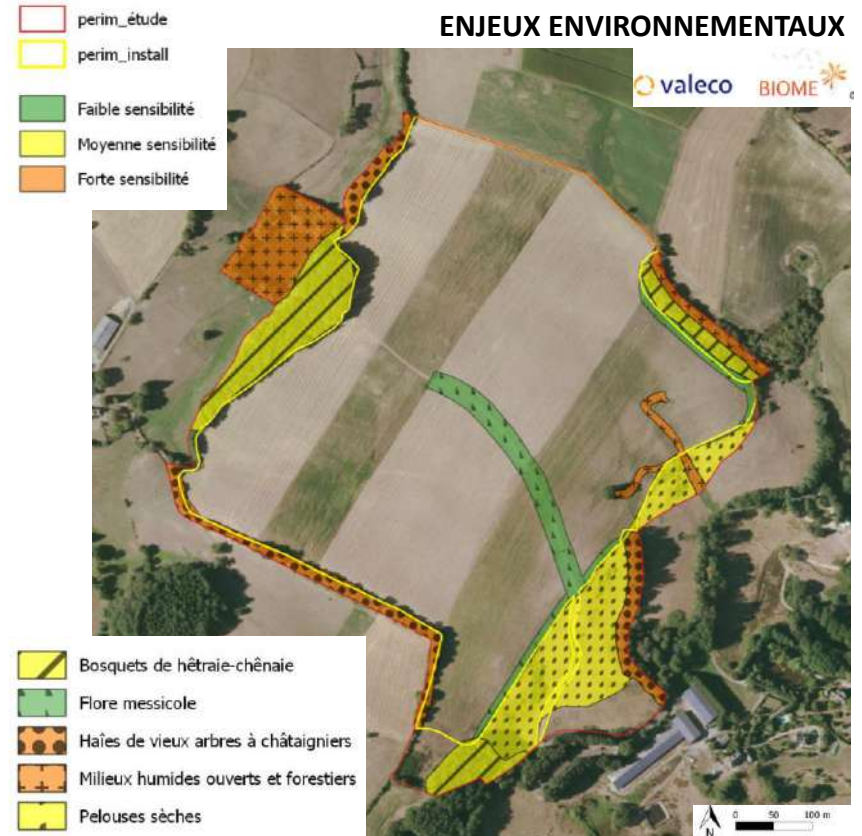 ENJEUX ENVIRONNEMENTAUX
perim_étude
perim_install
valeco
BIOME
Faible sensibilité
Moyenne sensibilité
Forte sensibilité
Bosquets de hêtraie-chênaie
Flore messicole
Haîes de vieux arbres à châtaigniers
Milieux humides ouverts et forestiers
Pelouses sèches
N
0 50 100 m